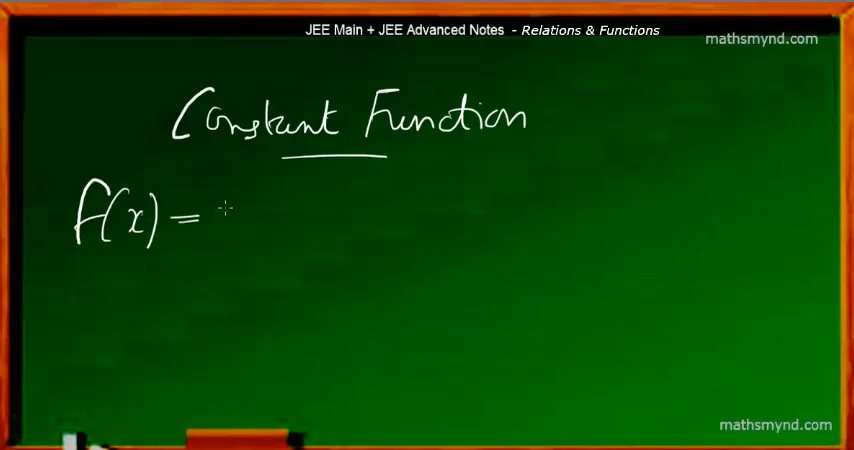 JEE Main + JEE Advanced Notes - Relations & Functions
mathsmynd.com
Constant Function
f(x) =
mathsmynd.com